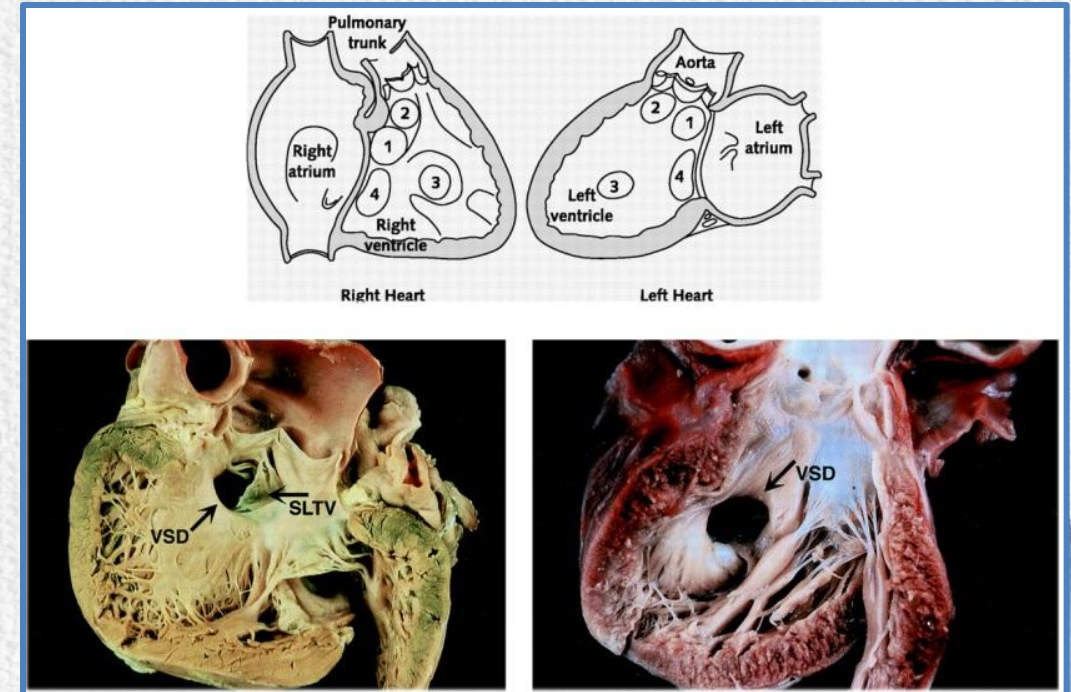 Pulmonary
trunk
2
1
Right
atrium
4
3
Right
ventricle
Right Heart
Aorta
2
1
Left
atrium
4
3
Left
ventricle
Left Heart
SLTV
VSD
VSD